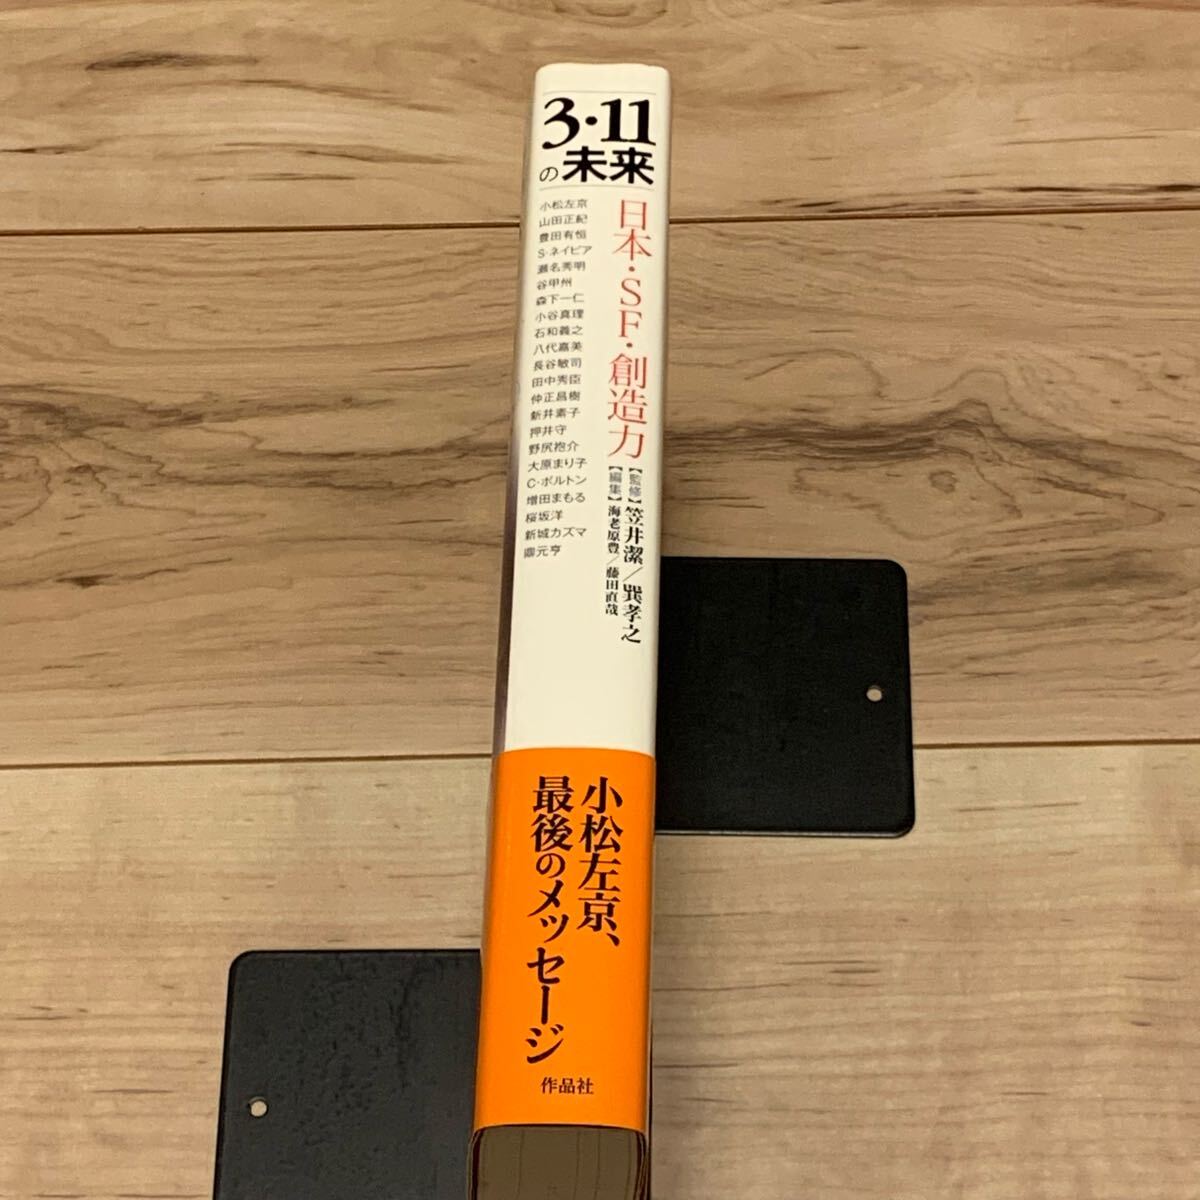 3・11
の未来
日本・SF・創造力
小松左京
山田正紀
豊田有恒
S・ネイピア
瀬名秀明
谷甲州
森下一仁
小谷真理
石和義之
八代嘉美
長谷敏司
田中秀臣
仲正昌樹
新井素子
押井守
野尻抱介
大原まり子
C・ボルトン
増田まもる
桜坂洋
新城カズマ
鼎元亨
【監修】笠井潔／巽孝之
【編集】海老原豊／藤田直哉
小松左京、
最後のメッセージ
作品社